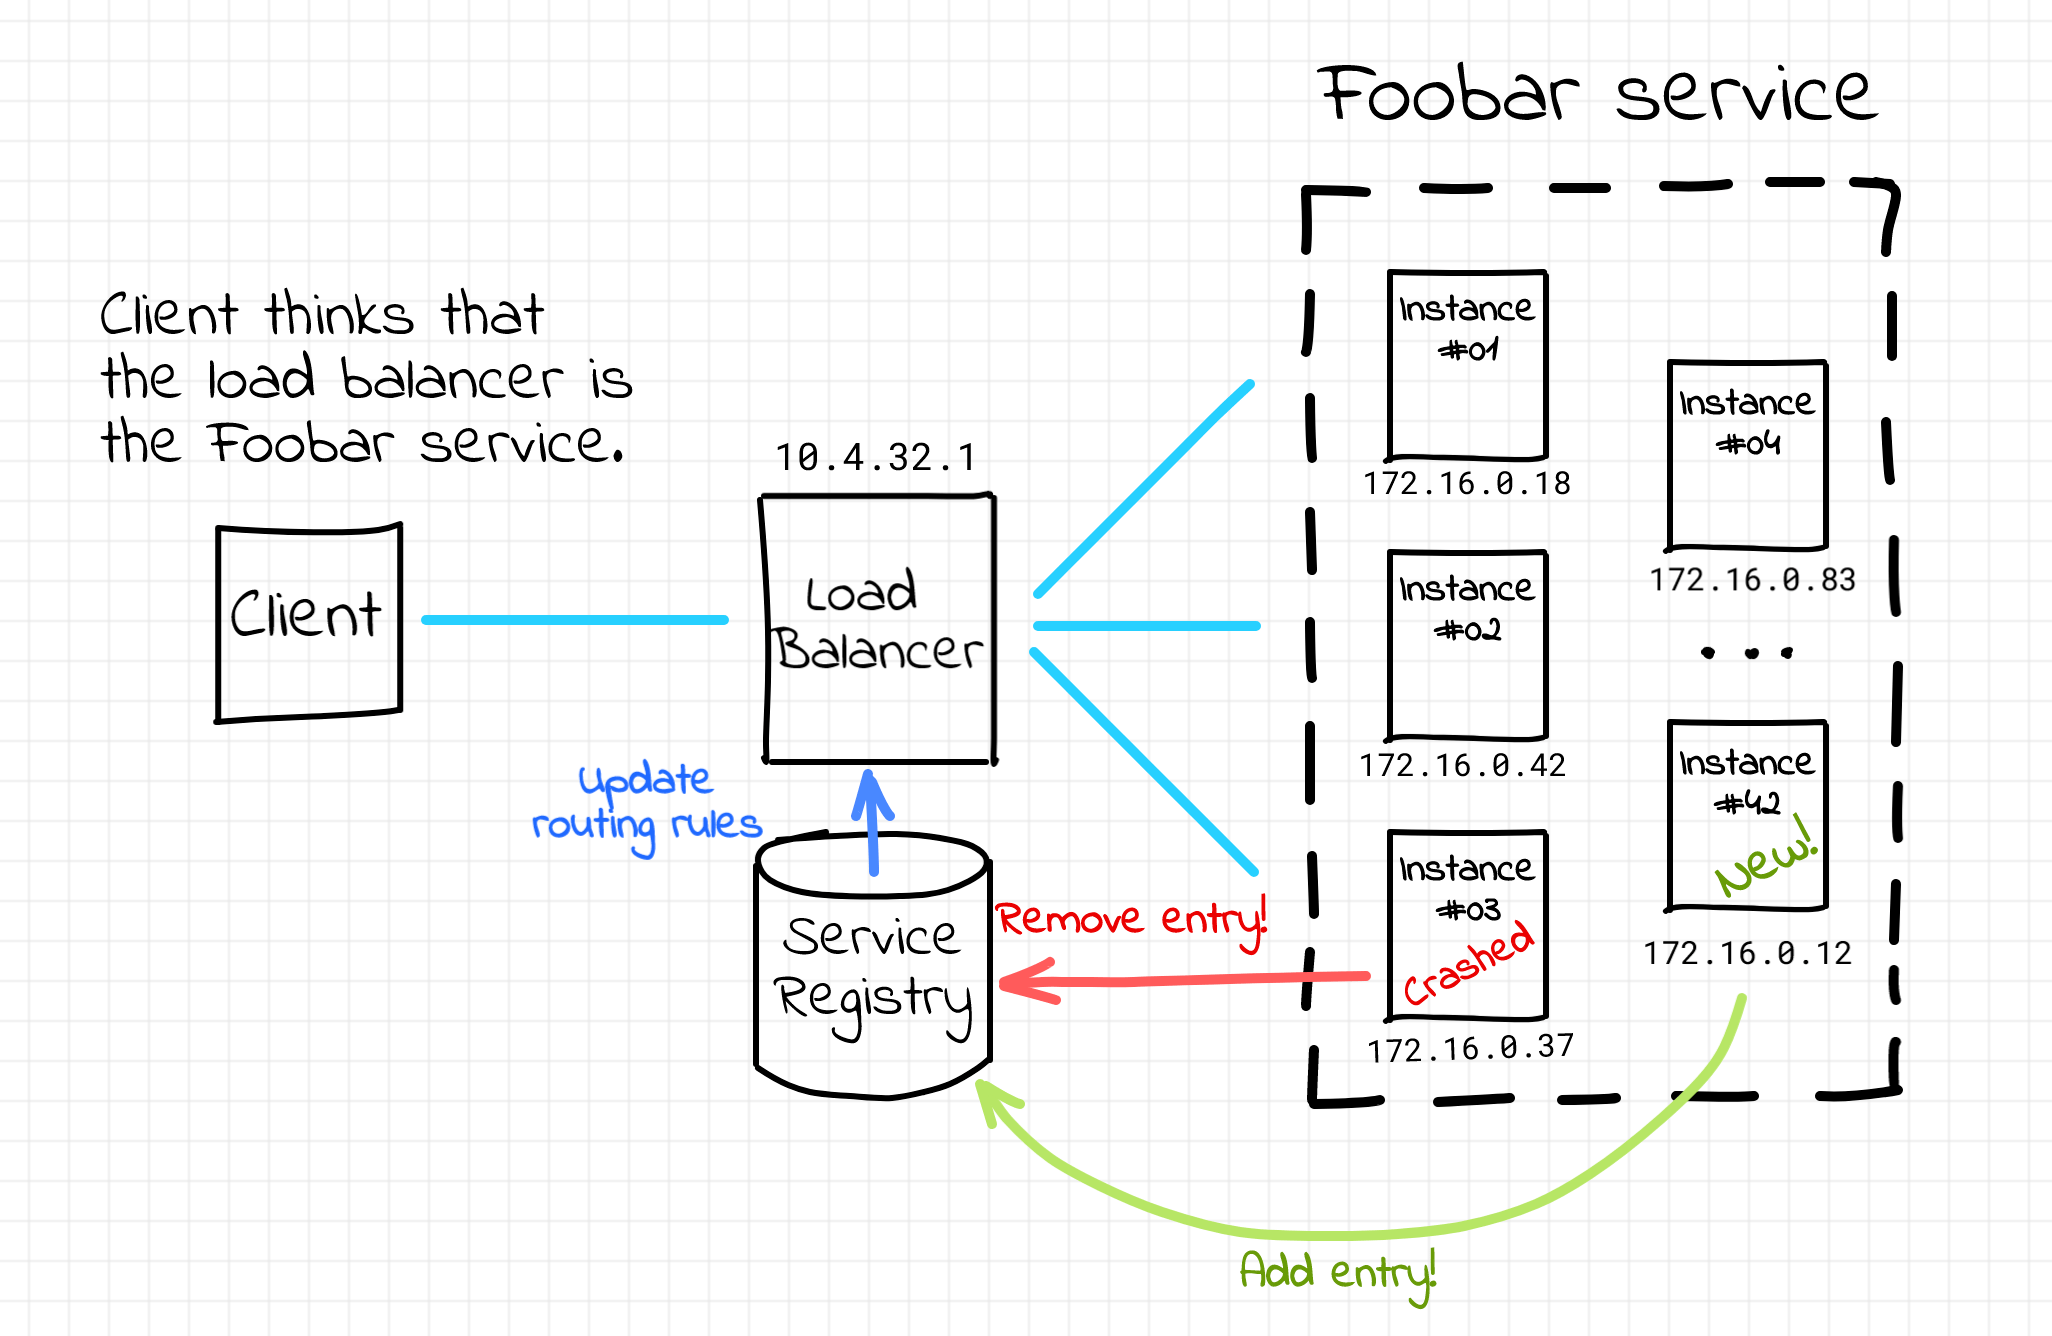 Foobar service
Client thinks that
the load balancer is
the Foobar service.
Client
10.4.32.1
Load
Balancer
Update
routing rules
Service
Registry
Remove entry!
Instance
#01
172.16.0.18
Instance
#02
172.16.0.42
Instance
#03
Crashed
172.16.0.37
Instance
#04
172.16.0.83
...
Instance
#42
New!
172.16.0.12
Add entry!